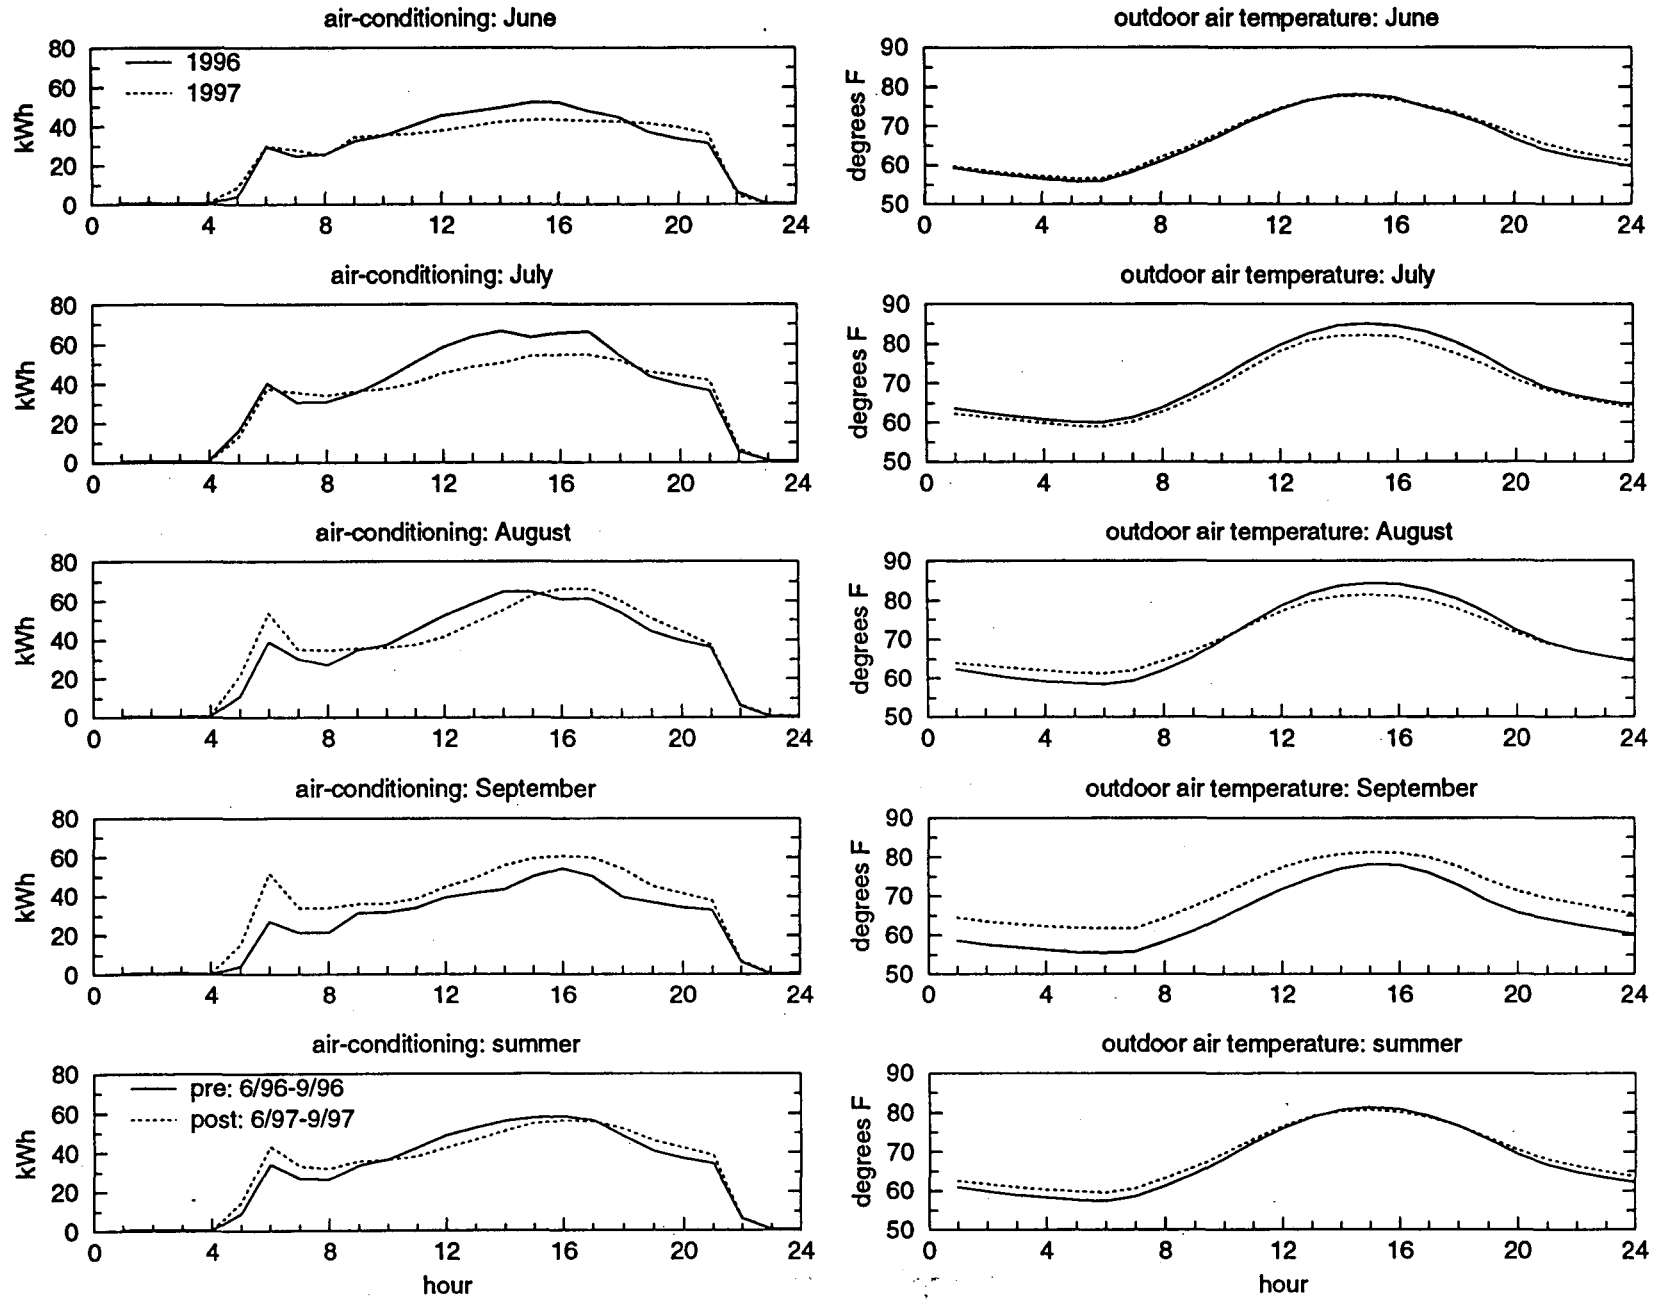 air-conditioning: June
80
60
40
20
0
kWh
1996
1997
0 4 8 12 16 20 24
outdoor air temperature: June
90
80
70
60
50
degrees F
0 4 8 12 16 20 24
air-conditioning: July
80
60
40
20
0
kWh
0 4 8 12 16 20 24
outdoor air temperature: July
90
80
70
60
50
degrees F
0 4 8 12 16 20 24
air-conditioning: August
80
60
40
20
0
kWh
0 4 8 12 16 20 24
outdoor air temperature: August
90
80
70
60
50
degrees F
0 4 8 12 16 20 24
air-conditioning: September
80
60
40
20
0
kWh
0 4 8 12 16 20 24
outdoor air temperature: September
90
80
70
60
50
degrees F
0 4 8 12 16 20 24
air-conditioning: summer
80
60
40
20
0
kWh
pre: 6/96-9/96
post: 6/97-9/97
0 4 8 12 16 20 24
hour
outdoor air temperature: summer
90
80
70
60
50
degrees F
0 4 8 12 16 20 24
hour